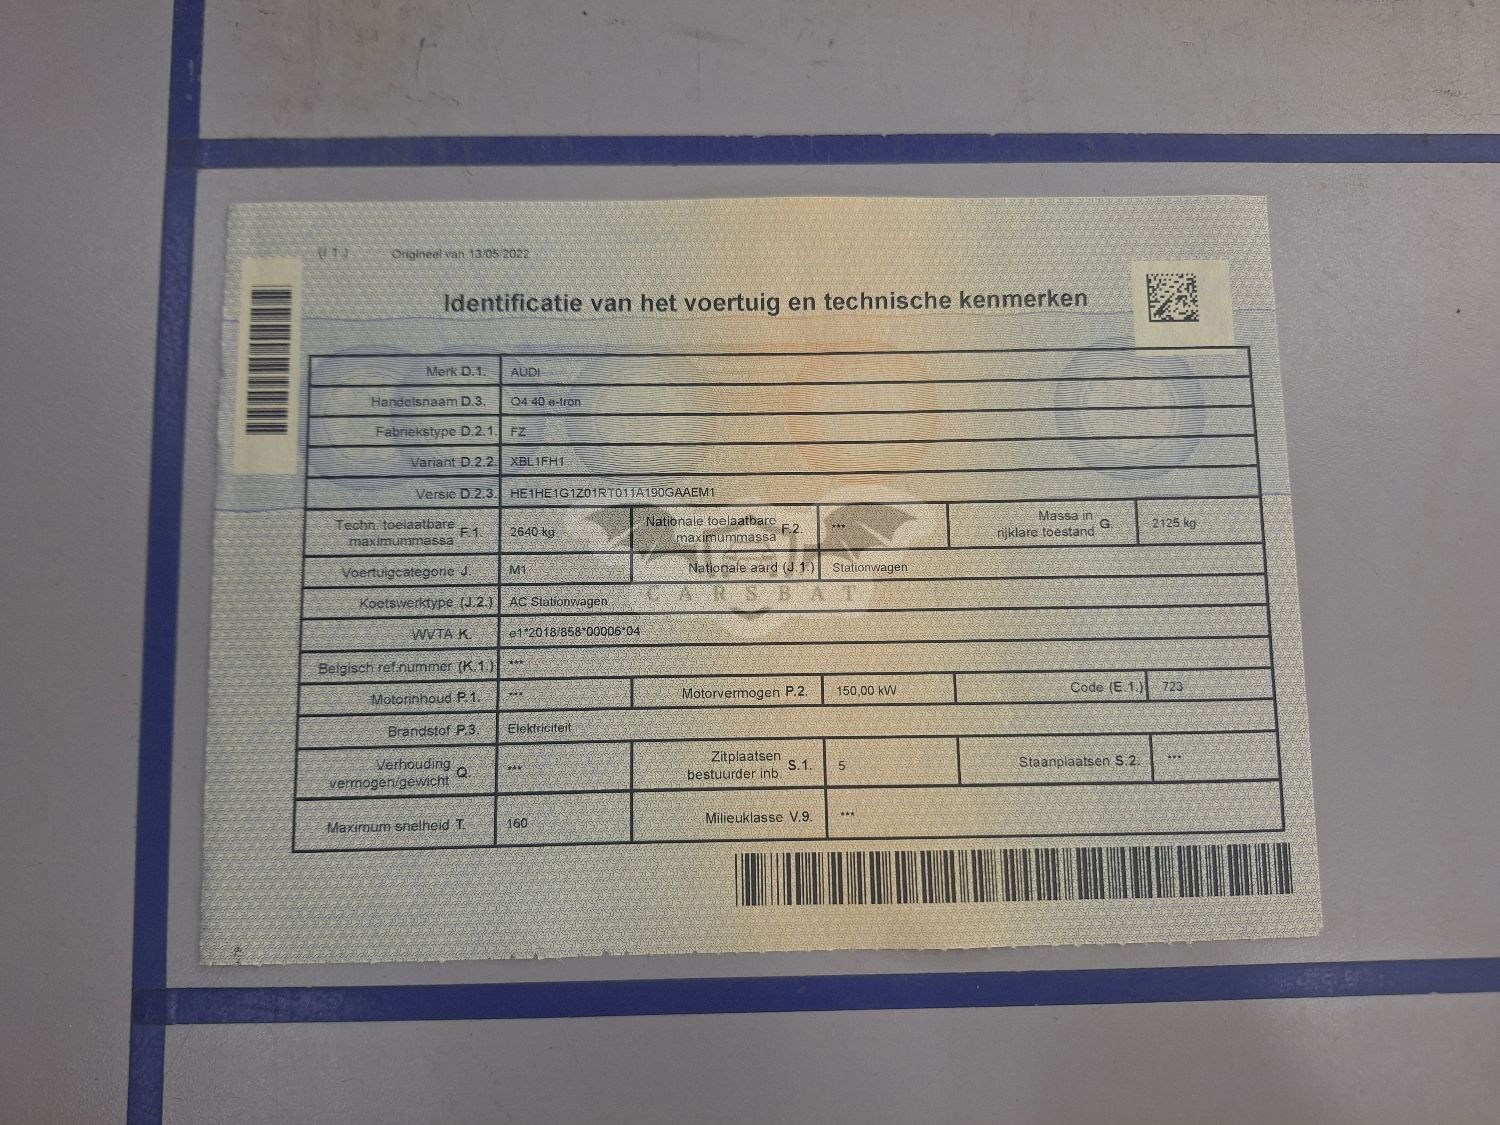 (I 1.) Origineel van 13/05/2022
Identificatie van het voertuig en technische kenmerken
Merk D.1. AUDI
Handelsnaam D.3. Q4 40 e-tron
Fabriekstype D.2.1. FZ
Variant D.2.2. XBL1FH1
Versie D.2.3. HE1HE1G1Z01RT011A190GAAEM1
Techn. toelaatbare maximummassa F.1. 2640 kg Nationale toelaatbare maximummassa F.2. *** Massa in rijklare toestand G. 2125 kg
Voertuigcategorie J. M1 Nationale aard (J.1.) Stationwagen
CARSBAT
Koetswerktype (J.2.) AC Stationwagen
WVTA K. e1*2018/858*00006*04
Belgisch ref.nummer (K.1.) ***
Motorinhoud P.1. *** Motorvermogen P.2. 150,00 kW Code (E.1.) 723
Brandstof P.3. Elektriciteit
Verhouding vermogen/gewicht Q. *** Zitplaatsen bestuurder inb. S.1. 5 Staanplaatsen S.2. ***
Maximum snelheid T. 160 Milieuklasse V.9. ***